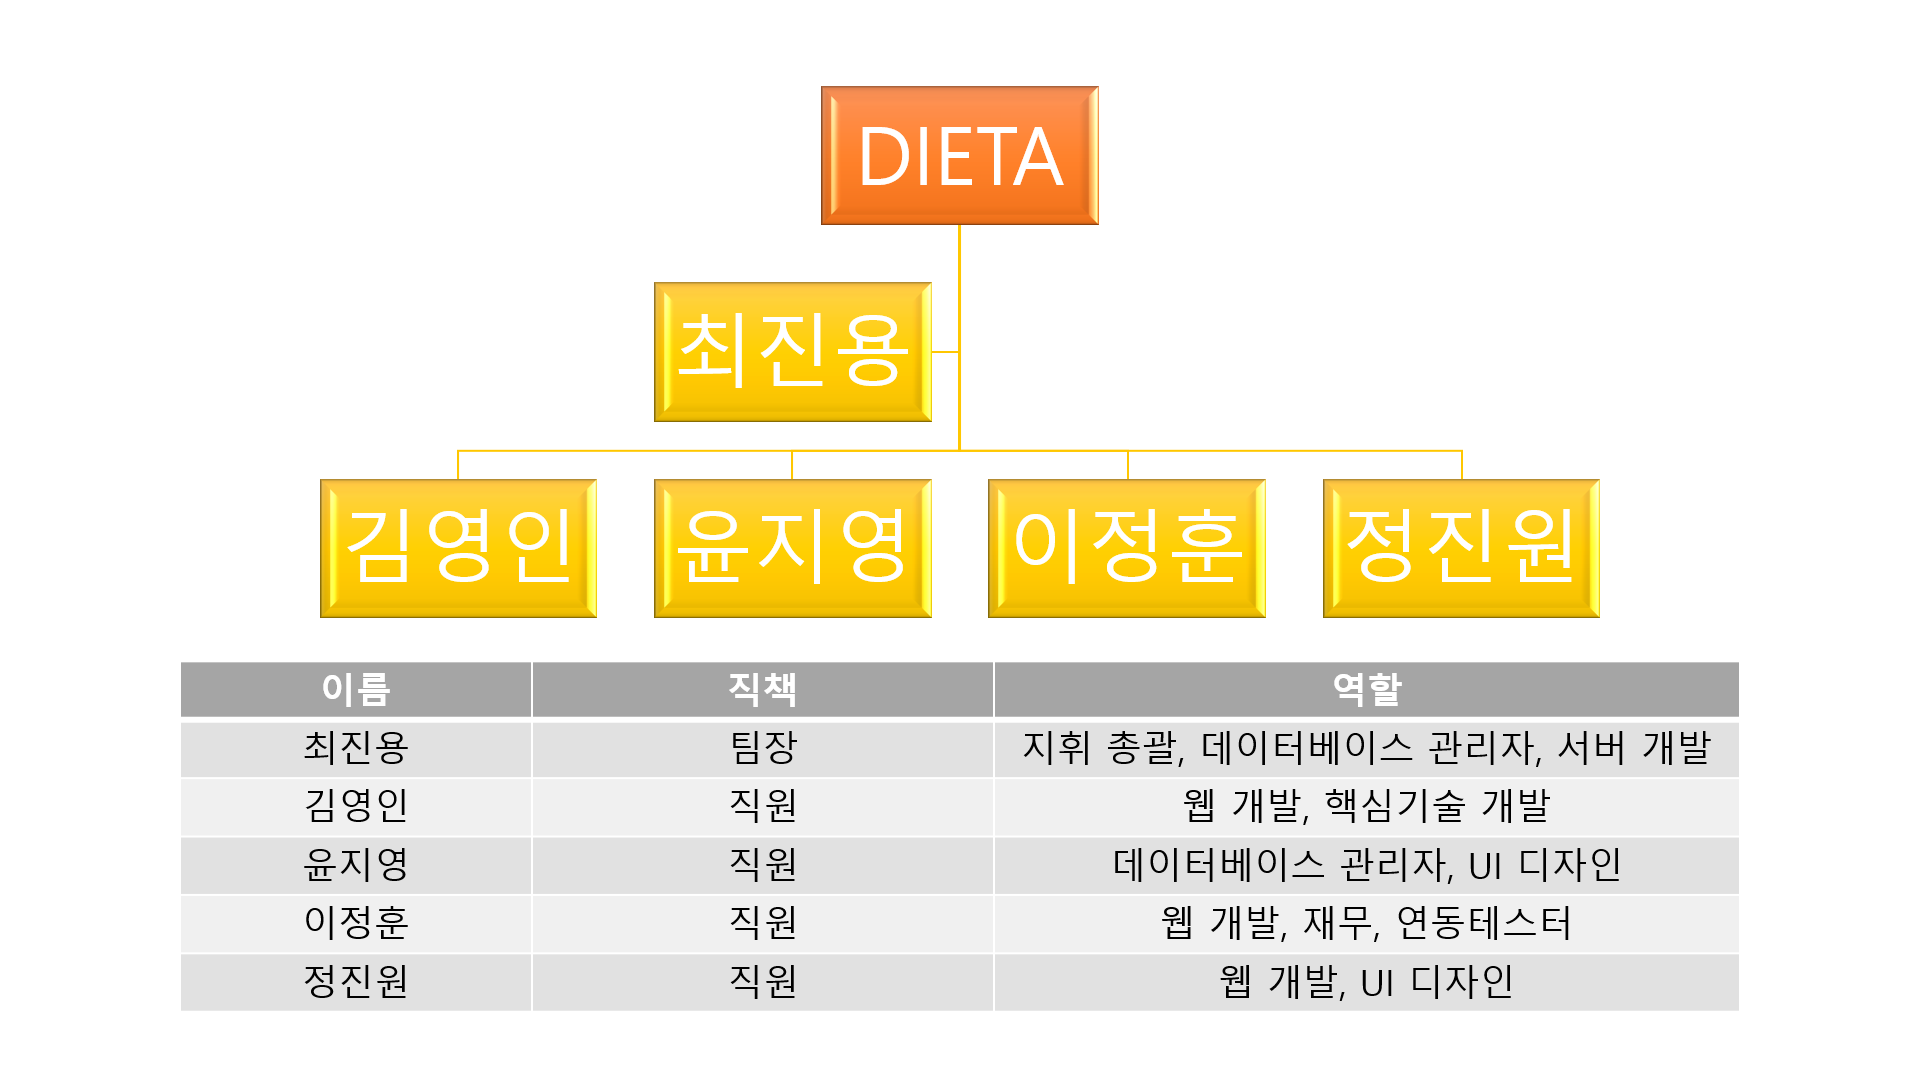 DIETA
최진용
김영인 윤지영 이정훈 정진원
이름 직책 역할
최진용 팀장 지휘 총괄, 데이터베이스 관리자, 서버 개발
김영인 직원 웹 개발, 핵심기술 개발
윤지영 직원 데이터베이스 관리자, UI 디자인
이정훈 직원 웹 개발, 재무, 연동테스터
정진원 직원 웹 개발, UI 디자인